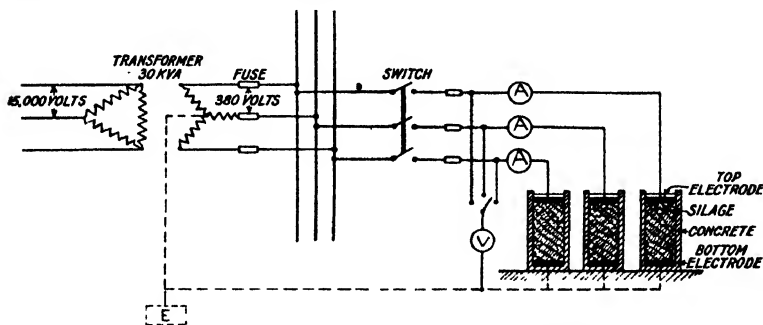 TRANSFORMER
30 KVA
FUSE
SWITCH
15,000 VOLTS
380 VOLTS
A
A
A
TOP
ELECTRODE
SILAGE
CONCRETE
BOTTOM
ELECTRODE
V
E